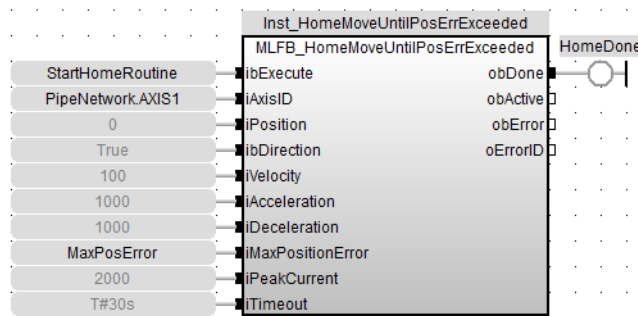 Inst_HomeMoveUntilPosErrExceeded
MLFB_HomeMoveUntilPosErrExceeded HomeDone
StartHomeRoutine ibExecute obDone
PipeNetwork.AXIS1 iAxisID obActive
0 iPosition obError
True ibDirection oErrorID
100 iVelocity
1000 iAcceleration
1000 iDeceleration
MaxPosError iMaxPositionError
2000 iPeakCurrent
T#30s iTimeout